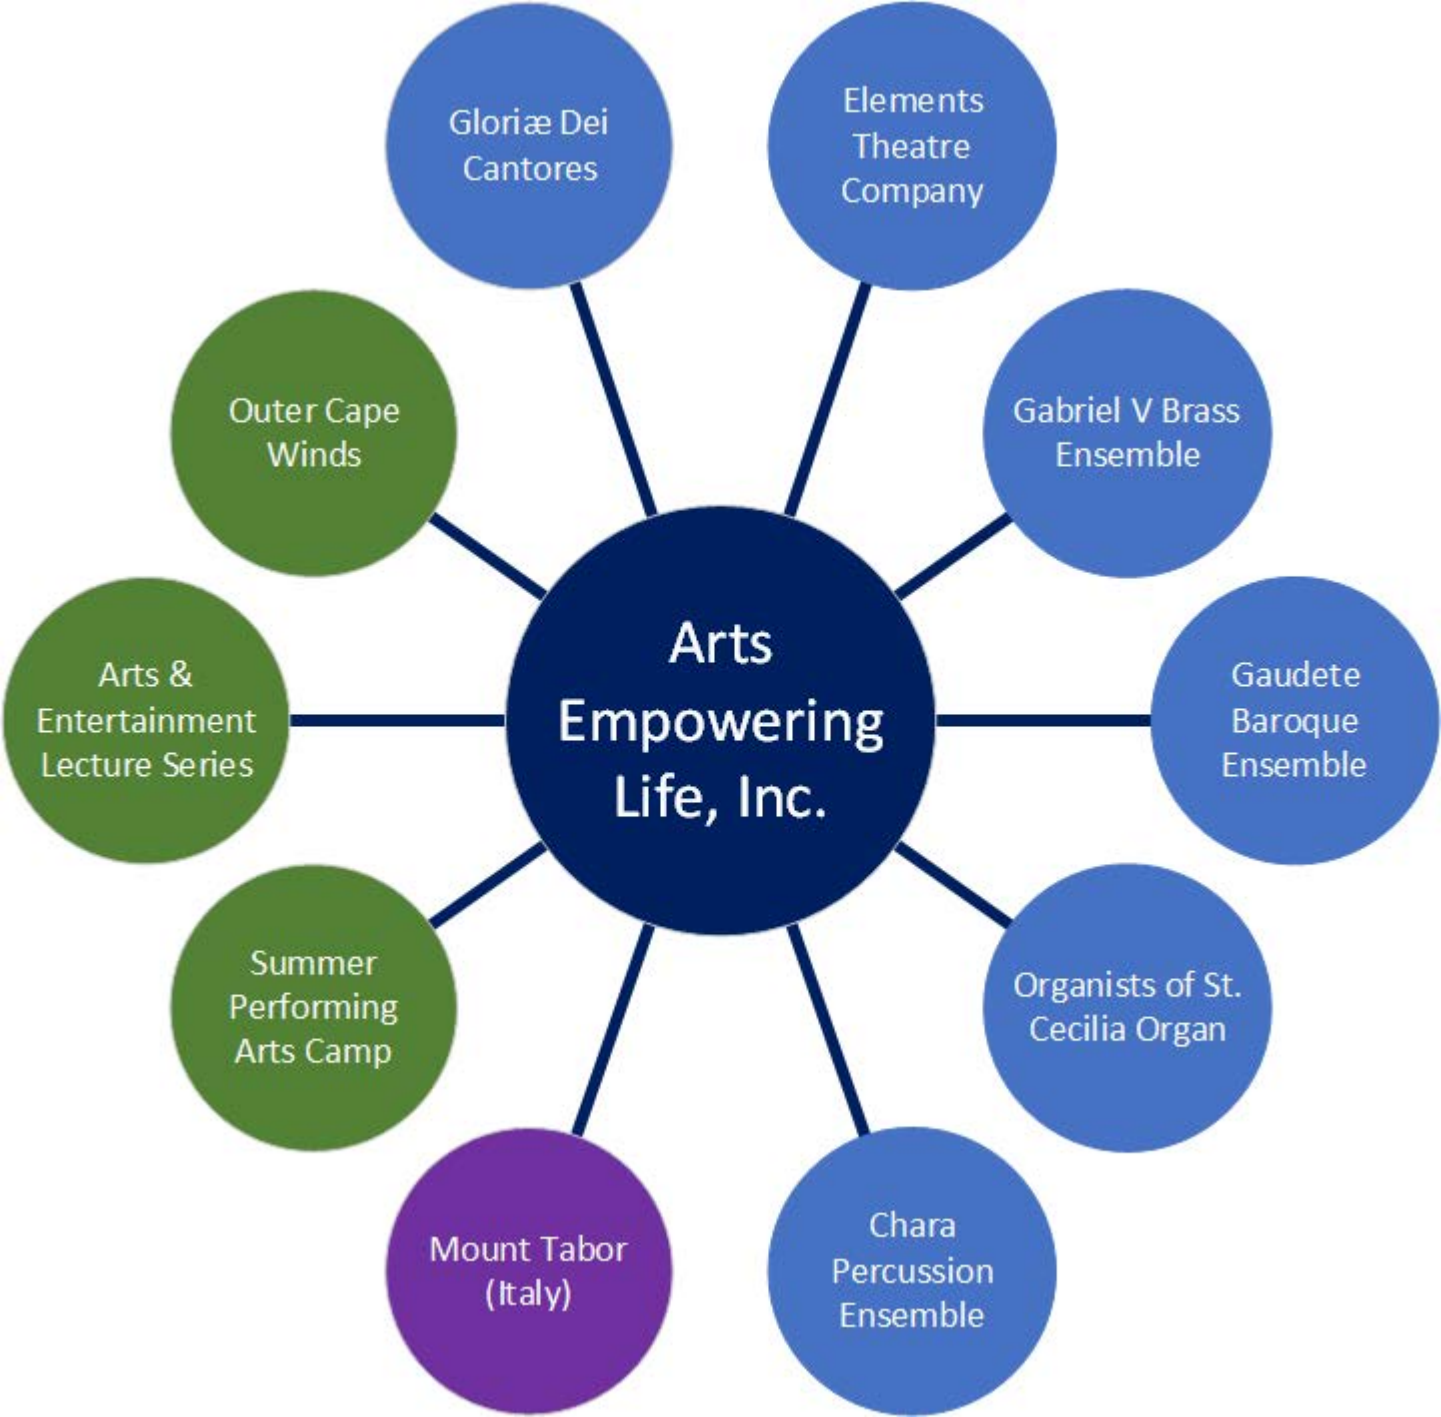 Gloriæ Dei
Cantores
Elements
Theatre
Company
Outer Cape
Winds
Gabriel V Brass
Ensemble
Arts &
Entertainment
Lecture Series
Arts
Empowering
Life, Inc.
Gaudete
Baroque
Ensemble
Summer
Performing
Arts Camp
Organists of St.
Cecilia Organ
Mount Tabor
(Italy)
Chara
Percussion
Ensemble